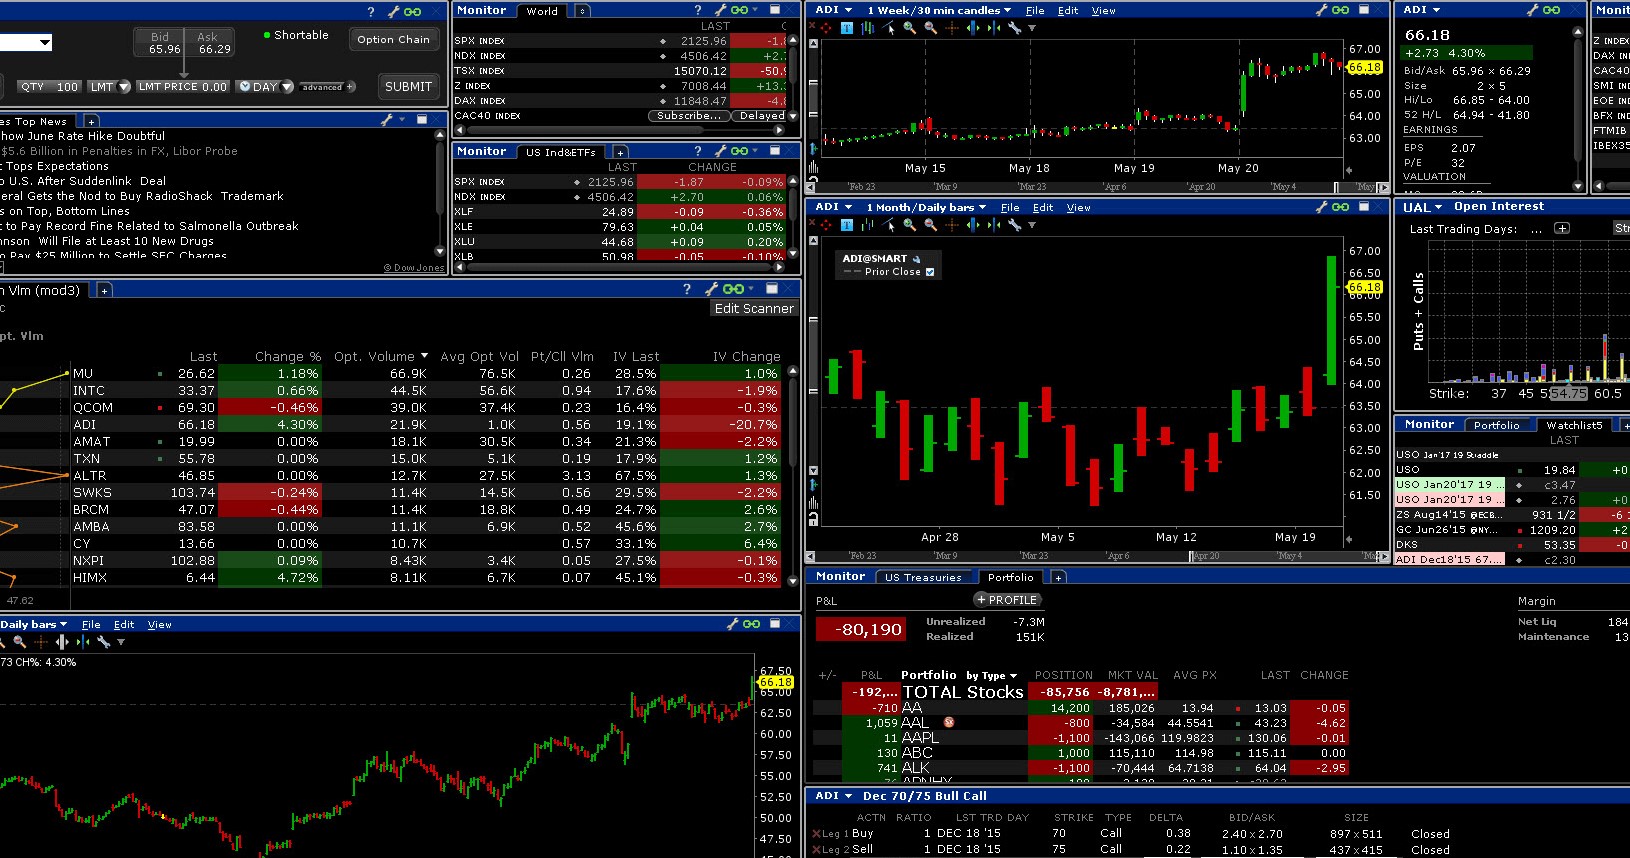 Bid Ask
65.96 66.29
Shortable
Option Chain
QTY 100 LMT LMT PRICE 0.00 DAY advanced + SUBMIT
es Top News +
show June Rate Hike Doubtful
$5.6 Billion in Penalties in FX, Libor Probe
t Tops Expectations
o U.S. After Suddenlink Deal
eral Gets the Nod to Buy RadioShack Trademark
s on Top, Bottom Lines
t to Pay Record Fine Related to Salmonella Outbreak
nson Will File at Least 10 New Drugs
o Pay $25 Million to Settle SEC Charges
© DowJones
Monitor World
LAST C
SPX INDEX 2125.96 -1.8
NDX INDEX 4506.42 +2.
TSX INDEX 15070.12 -50.9
Z INDEX 7008.44 +13.
DAX INDEX 11848.47 -4.8
CAC40 INDEX Subscribe... Delayed
Monitor US Ind&ETFs +
LAST CHANGE
SPX INDEX 2125.96 -1.87 -0.09%
NDX INDEX 4506.42 +2.70 0.06%
XLF 24.89 -0.09 -0.36%
XLE 79.63 +0.04 0.05%
XLU 44.68 +0.09 0.20%
XLB 50.98 -0.05 -0.10%
n Vlm (mod3) +
c Edit Scanner
pt. Vlm
Last Change % Opt. Volume Avg Opt Vol Pt/Cll Vlm IV Last IV Change
MU 26.62 1.18% 66.9K 76.5K 0.26 28.5% 1.0%
INTC 33.37 0.66% 44.5K 56.6K 0.94 17.6% -1.9%
QCOM 69.30 -0.46% 39.0K 37.4K 0.23 16.4% -0.3%
ADI 66.18 4.30% 21.9K 1.0K 0.56 19.1% -20.7%
AMAT 19.99 0.00% 18.1K 30.5K 0.34 21.3% -2.2%
TXN 55.78 0.00% 15.0K 5.1K 0.19 17.9% 1.2%
ALTR 46.85 0.00% 12.7K 27.5K 3.13 67.5% 1.3%
SWKS 103.74 -0.24% 11.4K 14.5K 0.56 29.5% -2.2%
BRCM 47.07 -0.44% 11.4K 18.8K 0.49 24.7% 2.6%
AMBA 83.58 0.00% 11.1K 6.9K 0.52 45.6% 2.7%
CY 13.66 0.00% 10.7K 0.57 33.1% 6.4%
NXPI 102.88 0.09% 8.43K 3.4K 0.05 27.5% -0.1%
HIMX 6.44 4.72% 8.11K 6.7K 0.07 45.1% -0.3%
47.62
Daily bars File Edit View
73 CH%: 4.30%
67.50
66.18
65.00
62.50
60.00
57.50
55.00
52.50
50.00
47.50
ADI 1 Week/30 min candles File Edit View
67.00
66.18
65.00
64.00
63.00
May 15 May 18 May 19 May 20
Feb 23 Mar 9 Mar 23 Apr 6 Apr 20 May 4 May
ADI 1 Month/Daily bars File Edit View
ADI@SMART
Prior Close
67.00
66.50
66.18
66.00
65.50
65.00
64.50
64.00
63.50
63.00
62.50
62.00
61.50
Apr 28 May 5 May 12 May 19
Feb 23 Mar 9 Mar 23 Apr 6 Apr 20 May 4
ADI
66.18
+2.73 4.30%
Bid/Ask 65.96 × 66.29
Size 2 × 5
Hi/Lo 66.85 - 64.00
52 H/L 64.94 - 41.80
EARNINGS
EPS 2.07
P/E 32
VALUATION
Monit
Z INDEX
DAX IN
CAC40
SMI IN
EOE IN
BFX IN
FTMIB
IBEX35
UAL Open Interest
Last Trading Days: ... + Str
Puts + Calls
Strike: 37 45 54.75 60.5
Monitor Portfolio Watchlist5 +
LAST
USO Jan'17 19 Straddle
USO 19.84 +0
USO Jan20'17 19 ... c3.47
USO Jan20'17 19 ... 2.76 +0
ZS Aug14'15 @ECB... 931 1/2 -6
GC Jun26'15 @NY... 1209.20 +2
DKS 53.35 -0
ADI Dec18'15 67.... c2.30
Monitor US Treasuries Portfolio +
P&L + PROFILE Margin
-80,190
Unrealized -7.3M Net Liq 184
Realized 151K Maintenance 13
+/- P&L Portfolio by Type POSITION MKT VAL AVG PX LAST CHANGE
-192,... TOTAL Stocks -85,756 -8,781,...
-710 AA 14,200 185,026 13.94 13.03 -0.05
1,059 AAL -800 -34,584 44.5541 43.23 -4.62
11 AAPL -1,100 -143,066 119.9823 130.06 -0.01
130 ABC 1,000 115,110 114.98 115.11 0.00
741 ALK -1,100 -70,444 64.7138 64.04 -2.95
ADI Dec 70/75 Bull Call
ACTN RATIO LST TRD DAY STRIKE TYPE DELTA BID/ASK SIZE
Leg 1 Buy 1 DEC 18 '15 70 Call 0.38 2.40 x 2.70 897 x 511 Closed
Leg 2 Sell 1 DEC 18 '15 75 Call 0.22 1.10 x 1.35 437 x 415 Closed